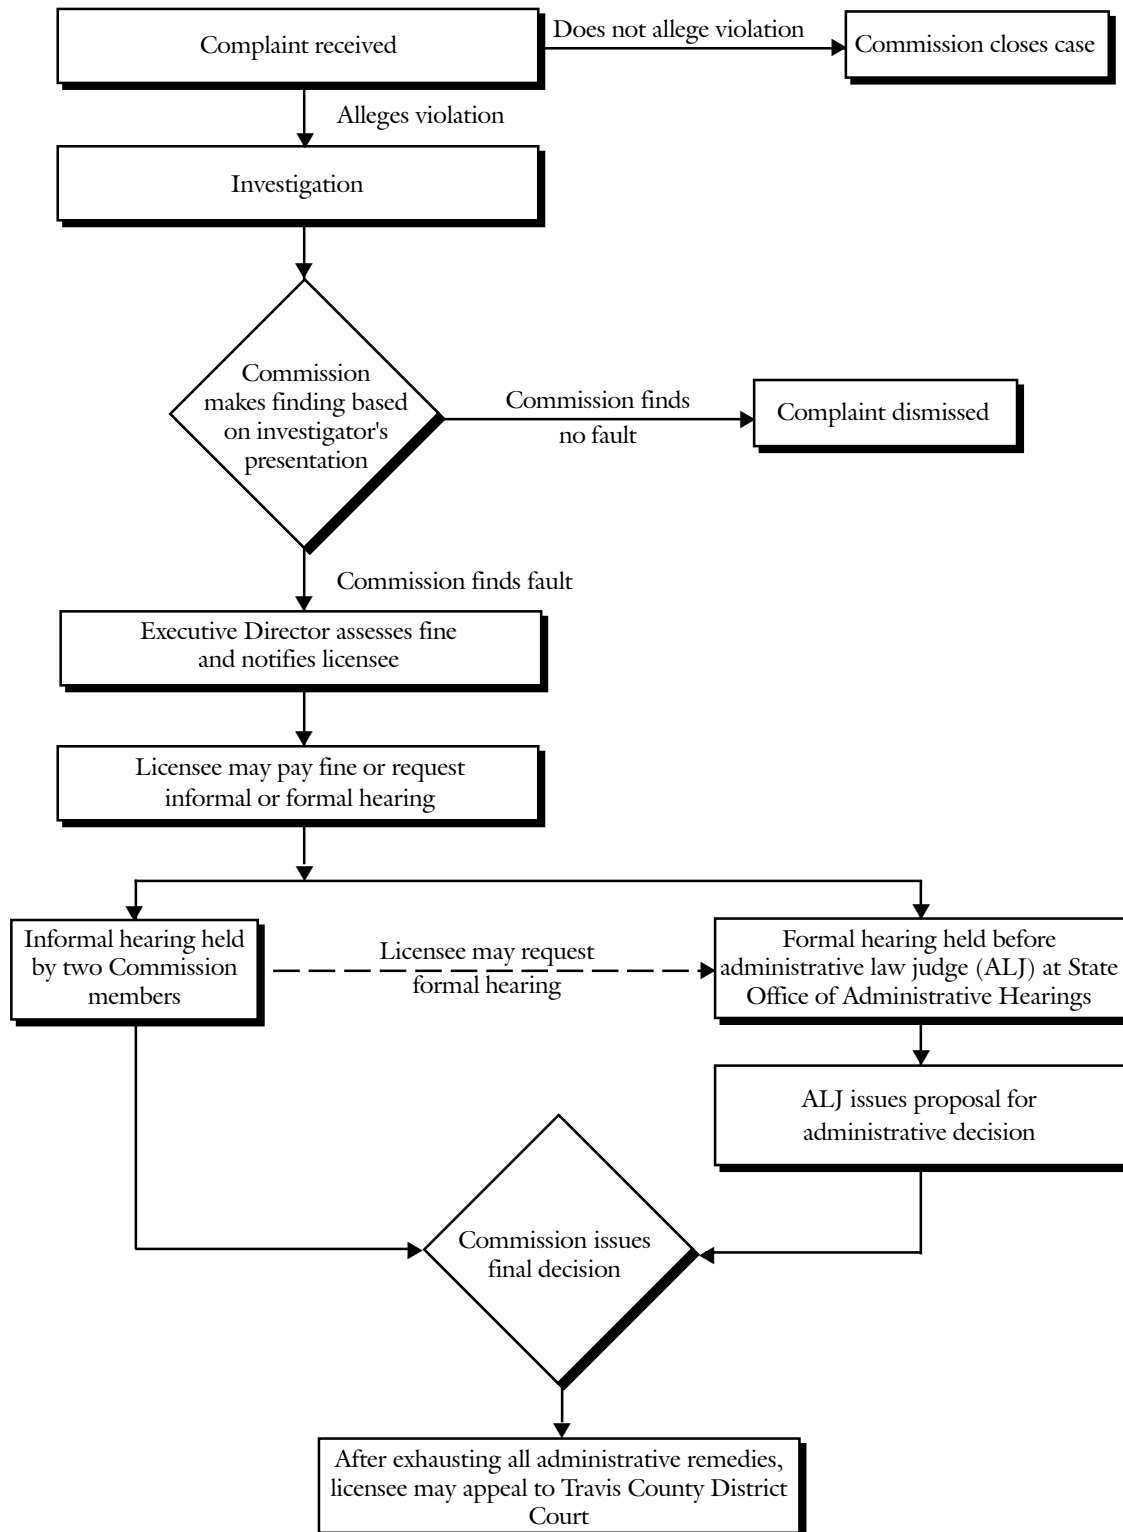 Complaint received
Does not allege violation
Commission closes case
Alleges violation
Investigation
Commission
makes finding based
on investigator's
presentation
Commission finds
no fault
Complaint dismissed
Commission finds fault
Executive Director assesses fine
and notifies licensee
Licensee may pay fine or request
informal or formal hearing
Informal hearing held
by two Commission
members
Licensee may request
formal hearing
Formal hearing held before
administrative law judge (ALJ) at State
Office of Administrative Hearings
ALJ issues proposal for
administrative decision
Commission issues
final decision
After exhausting all administrative remedies,
licensee may appeal to Travis County District
Court